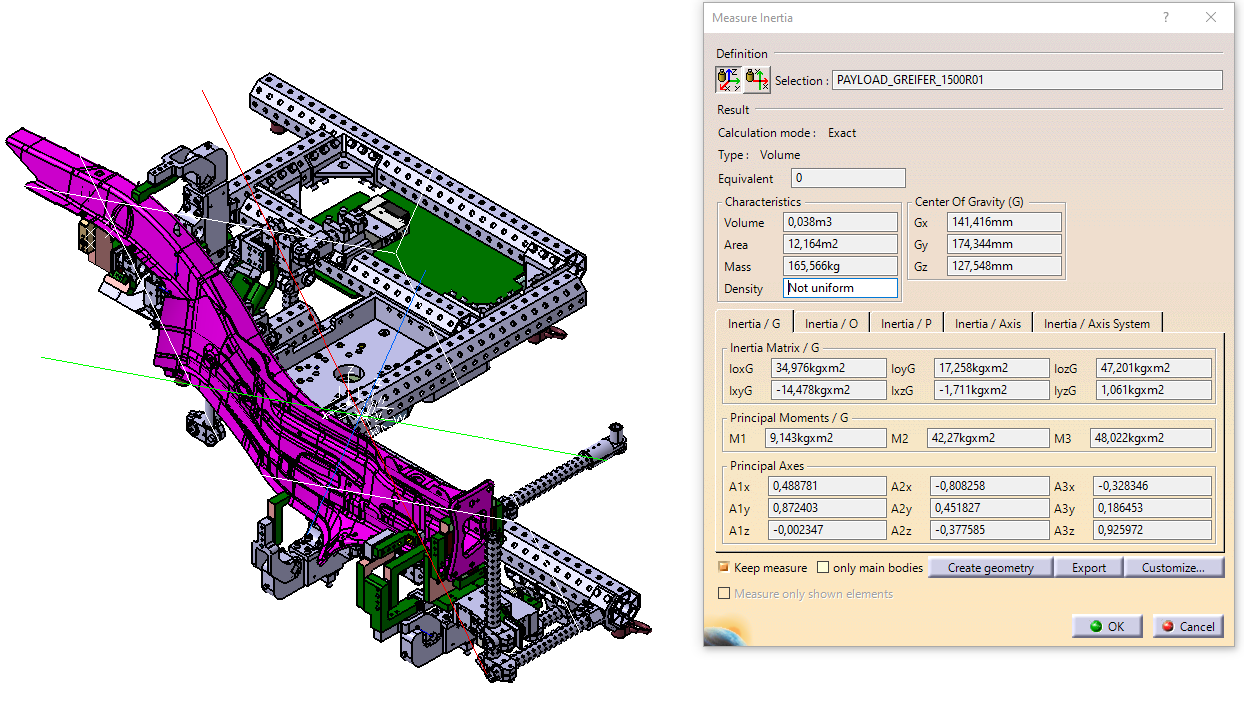 Measure Inertia ?
Definition
Selection : PAYLOAD_GREIFER_1500R01
Result
Calculation mode : Exact
Type : Volume
Equivalent 0
Characteristics Center Of Gravity (G)
Volume 0,038m3 Gx 141,416mm
Area 12,164m2 Gy 174,344mm
Mass 165,566kg Gz 127,548mm
Density Not uniform
Inertia / G Inertia / O Inertia / P Inertia / Axis Inertia / Axis System
Inertia Matrix / G
IoxG 34,976kgxm2 IoyG 17,258kgxm2 IozG 47,201kgxm2
IxyG -14,478kgxm2 IxzG -1,711kgxm2 IyzG 1,061kgxm2
Principal Moments / G
M1 9,143kgxm2 M2 42,27kgxm2 M3 48,022kgxm2
Principal Axes
A1x 0,488781 A2x -0,808258 A3x -0,328346
A1y 0,872403 A2y 0,451827 A3y 0,186453
A1z -0,002347 A2z -0,377585 A3z 0,925972
Keep measure only main bodies Create geometry Export Customize...
Measure only shown elements
OK Cancel